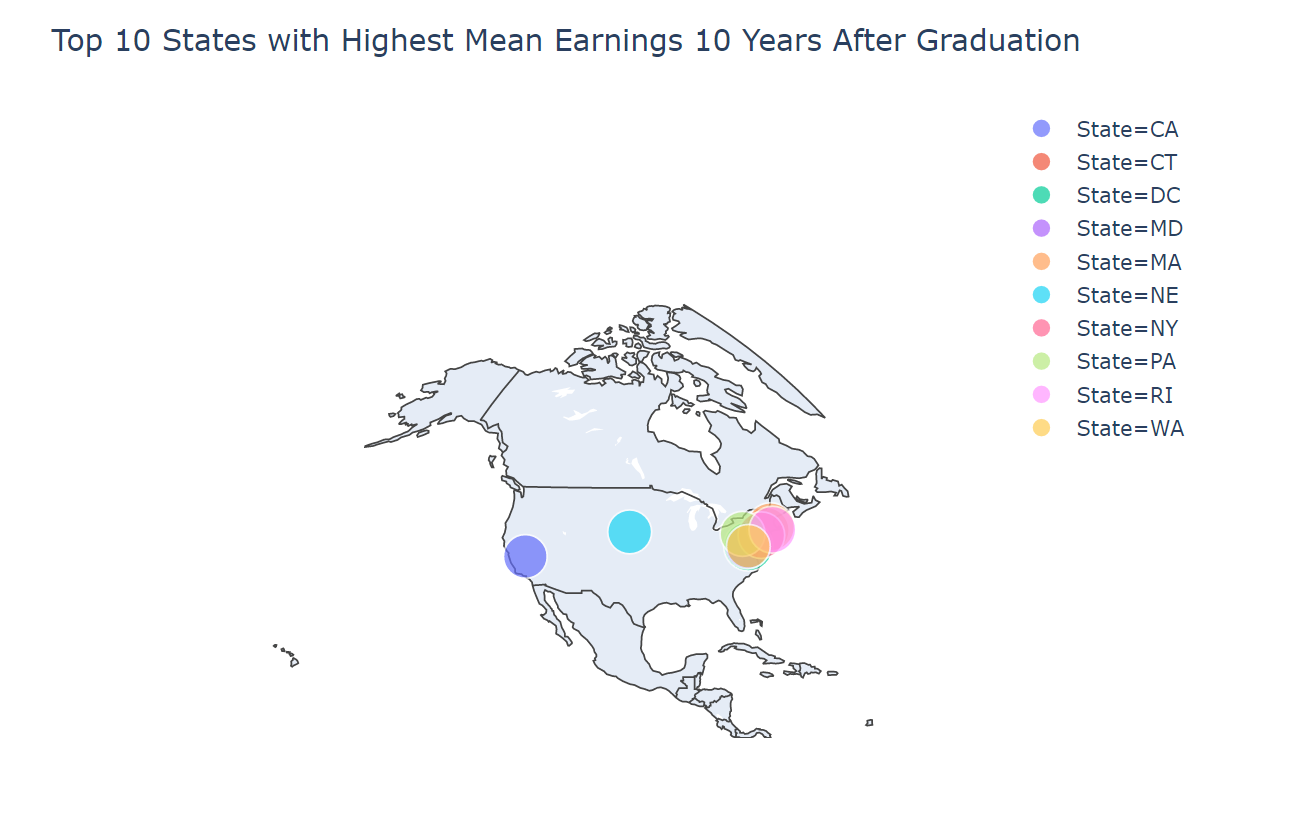 Top 10 States with Highest Mean Earnings 10 Years After Graduation
State=CA
State=CT
State=DC
State=MD
State=MA
State=NE
State=NY
State=PA
State=RI
State=WA